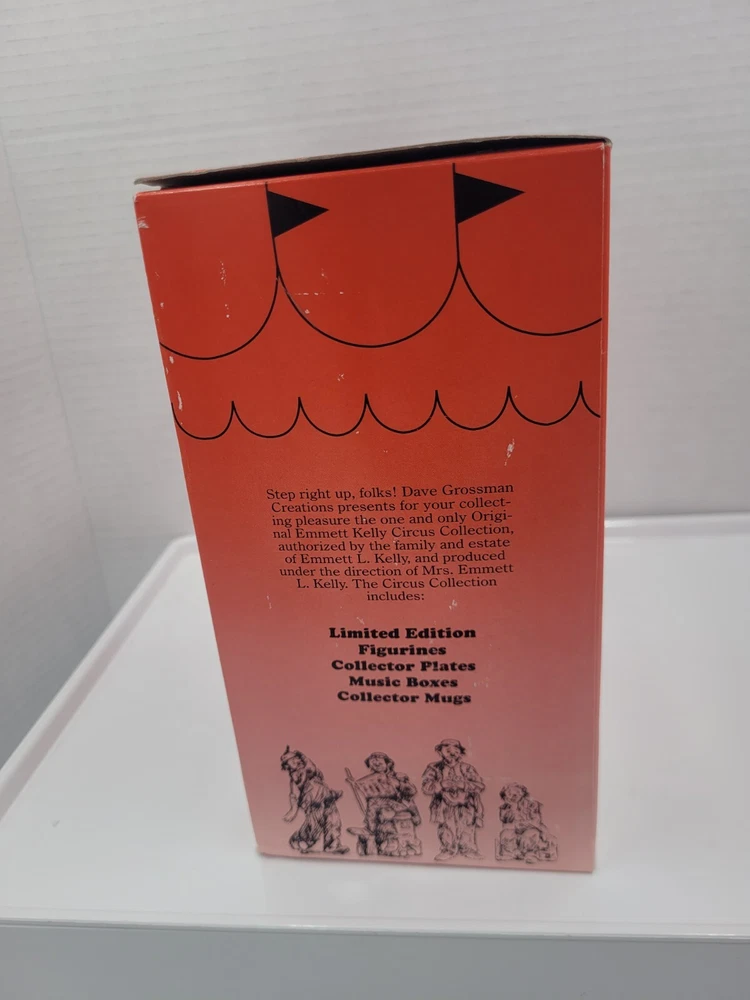 Step right up, folks! Dave Grossman
Creations presents for your collect-
ing pleasure the one and only Origi-
nal Emmett Kelly Circus Collection,
authorized by the family and estate
of Emmett L. Kelly, and produced
under the direction of Mrs. Emmett
L. Kelly. The Circus Collection
includes:
Limited Edition
Figurines
Collector Plates
Music Boxes
Collector Mugs